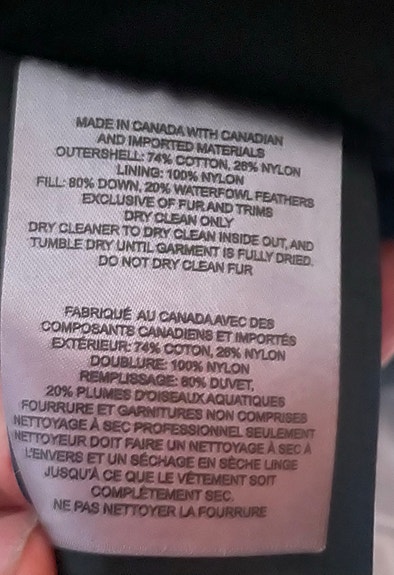 MADE IN CANADA WITH CANADIAN
AND IMPORTED MATERIALS
OUTERSHELL: 74% COTTON, 26% NYLON
LINING: 100% NYLON
FILL: 80% DOWN, 20% WATERFOWL FEATHERS
EXCLUSIVE OF FUR AND TRIMS
DRY CLEAN ONLY
DRY CLEANER TO DRY CLEAN INSIDE OUT, AND
TUMBLE DRY UNTIL GARMENT IS FULLY DRIED.
DO NOT DRY CLEAN FUR
FABRIQUÉ AU CANADA AVEC DES
COMPOSANTS CANADIENS ET IMPORTÉS
EXTÉRIEUR: 74% COTON, 26% NYLON
DOUBLURE: 100% NYLON
REMPLISSAGE: 80% DUVET,
20% PLUMES D'OISEAUX AQUATIQUES
FOURRURE ET GARNITURES NON COMPRISES
NETTOYAGE À SEC PROFESSIONNEL SEULEMENT
NETTOYEUR DOIT FAIRE UN NETTOYAGE À SEC À
L'ENVERS ET UN SÉCHAGE EN SÈCHE LINGE
JUSQU'À CE QUE LE VÊTEMENT SOIT
COMPLÈTEMENT SEC.
NE PAS NETTOYER LA FOURRURE